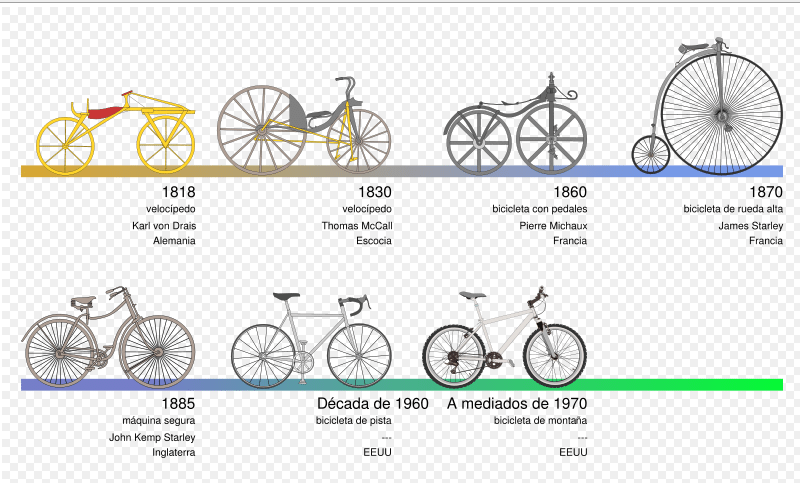 1818
velocípedo
Karl von Drais
Alemania
1830
velocípedo
Thomas McCall
Escocia
1860
bicicleta con pedales
Pierre Michaux
Francia
1870
bicicleta de rueda alta
James Starley
Francia
1885
máquina segura
John Kemp Starley
Inglaterra
Década de 1960
bicicleta de pista
---
EEUU
A mediados de 1970
bicicleta de montaña
---
EEUU